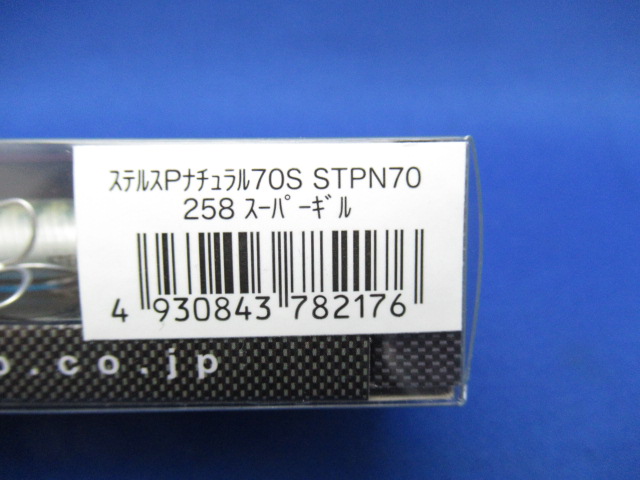 ｽﾃﾙｽPﾅﾁｭﾗﾙ70S STPN70
258 ｽｰﾊﾟｰｷﾞﾙ
4 930843 782176
o.co.jp